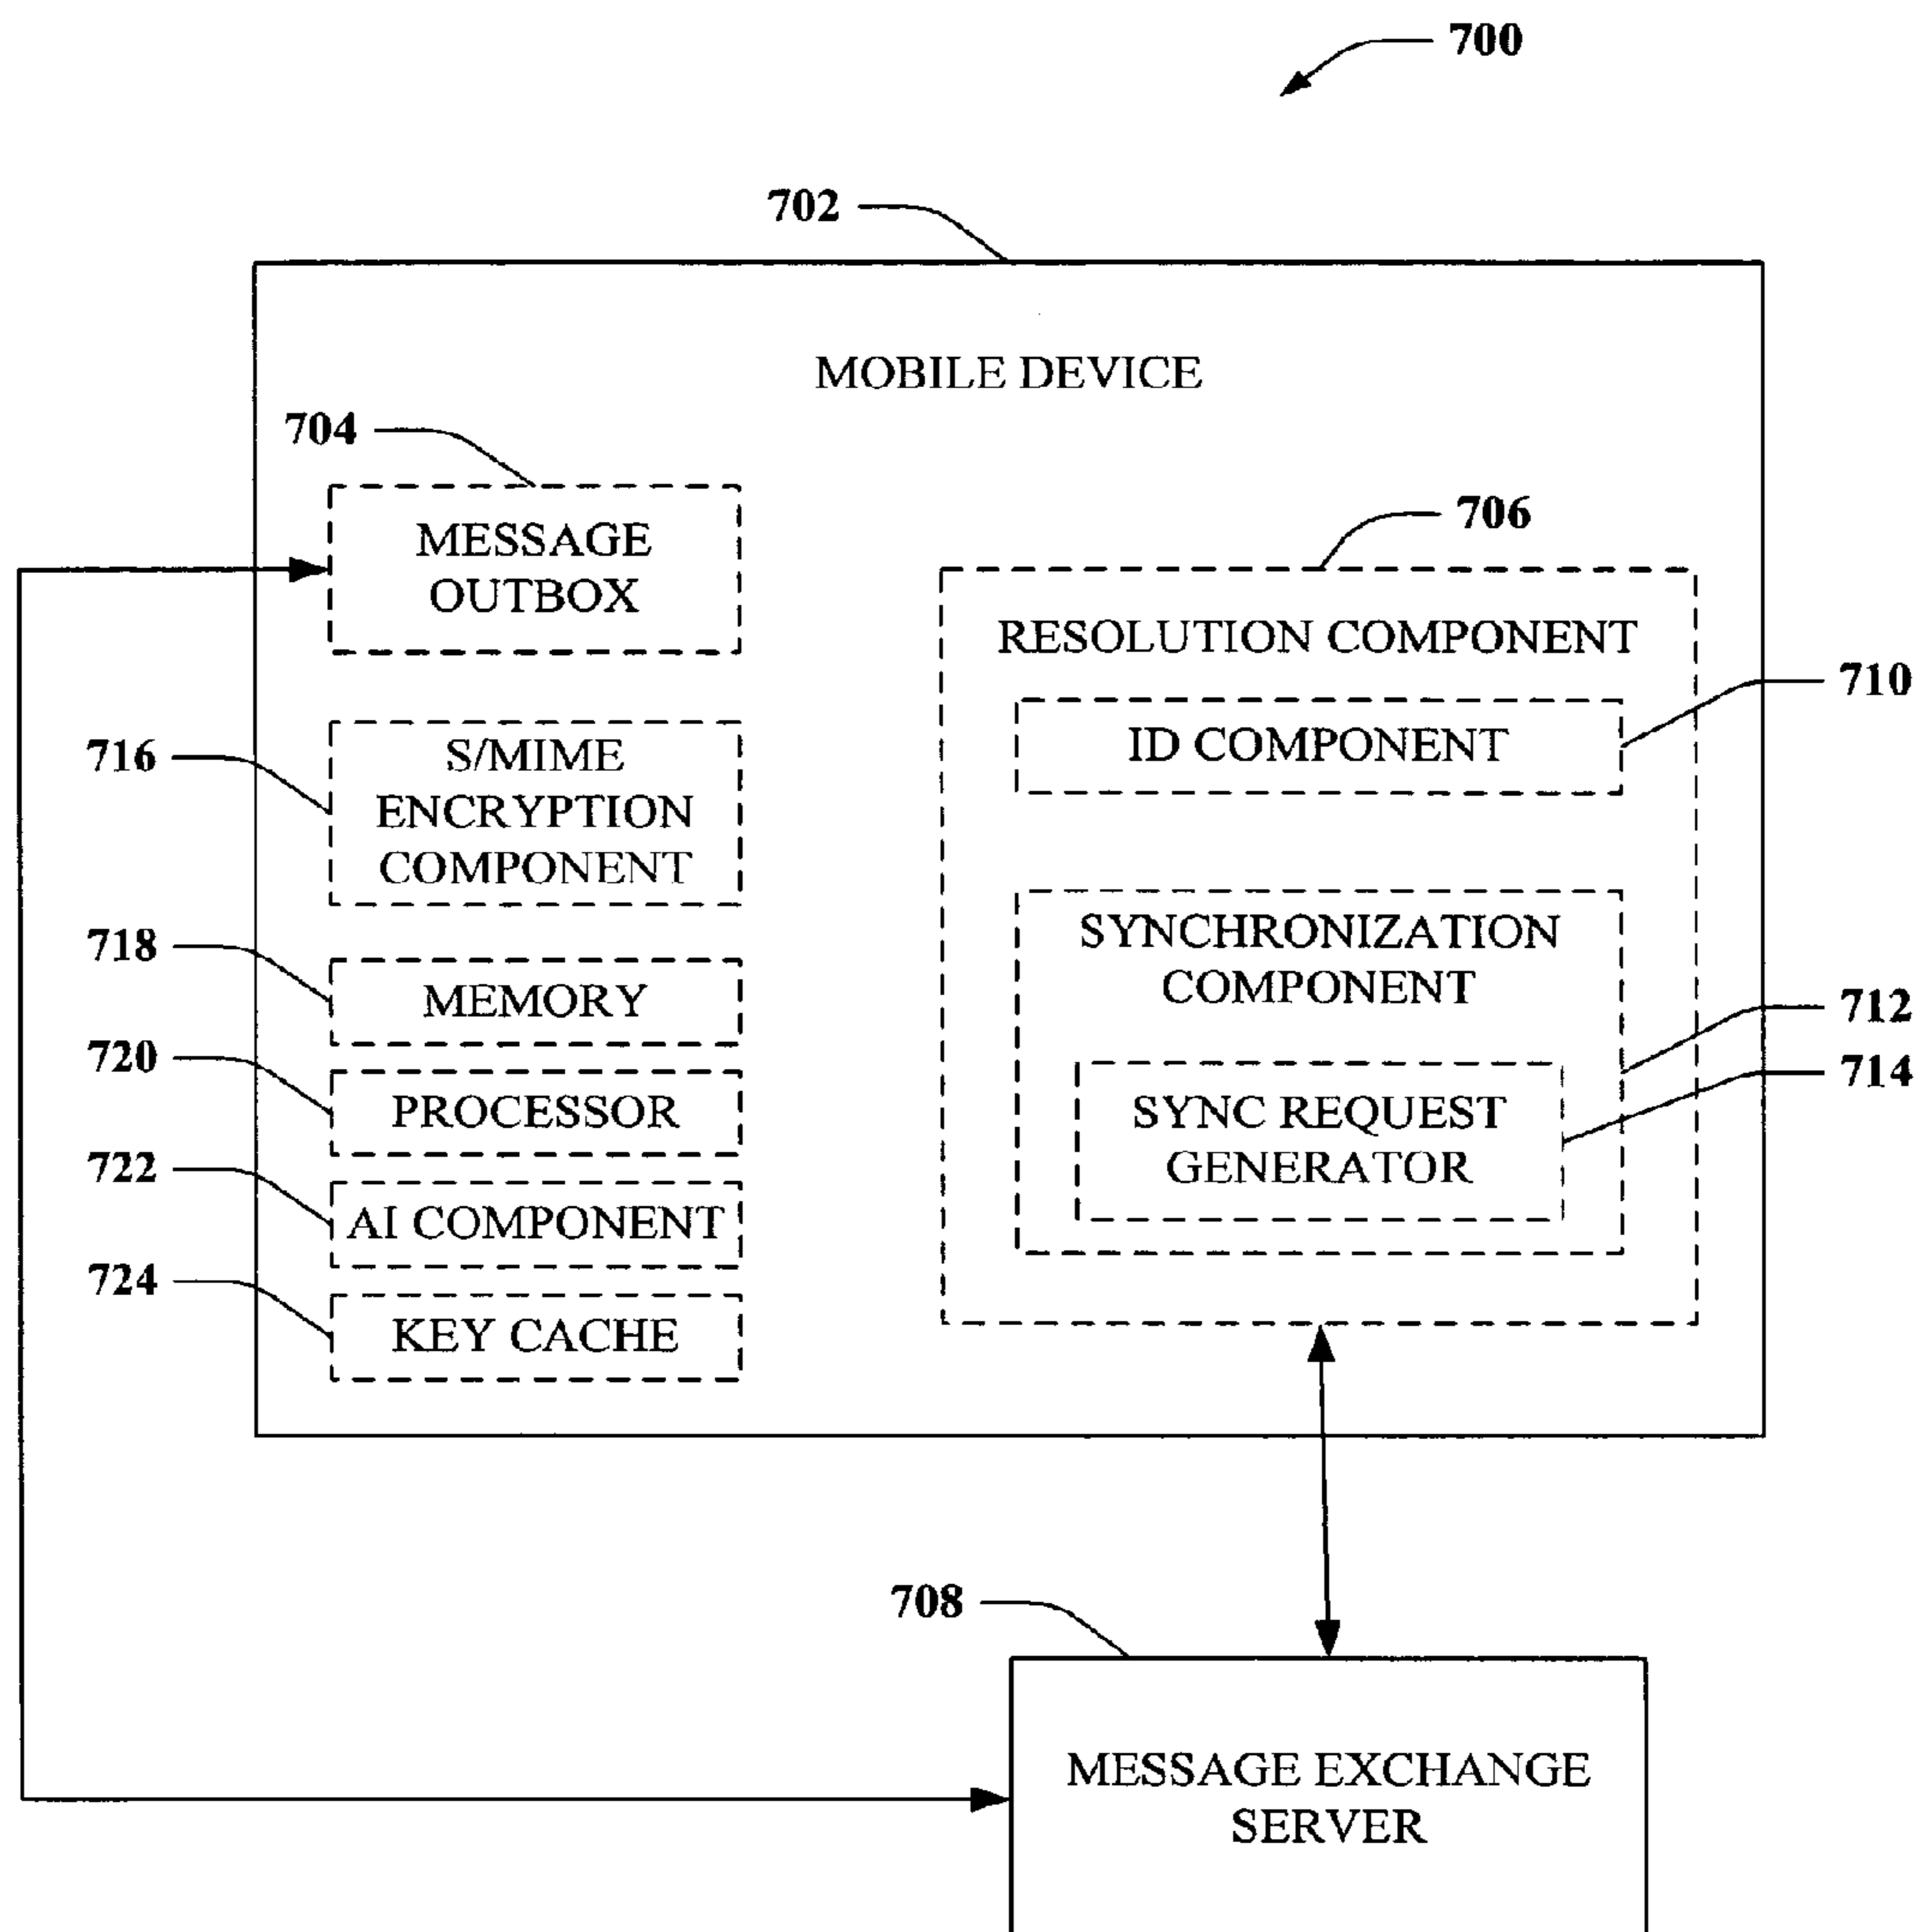 700
702
MOBILE DEVICE
704
MESSAGE
OUTBOX
706
RESOLUTION COMPONENT
710
ID COMPONENT
716
S/MIME
ENCRYPTION
COMPONENT
SYNCHRONIZATION
COMPONENT
718
MEMORY
712
720
PROCESSOR
714
SYNC REQUEST
GENERATOR
722
AI COMPONENT
724
KEY CACHE
708
MESSAGE EXCHANGE
SERVER